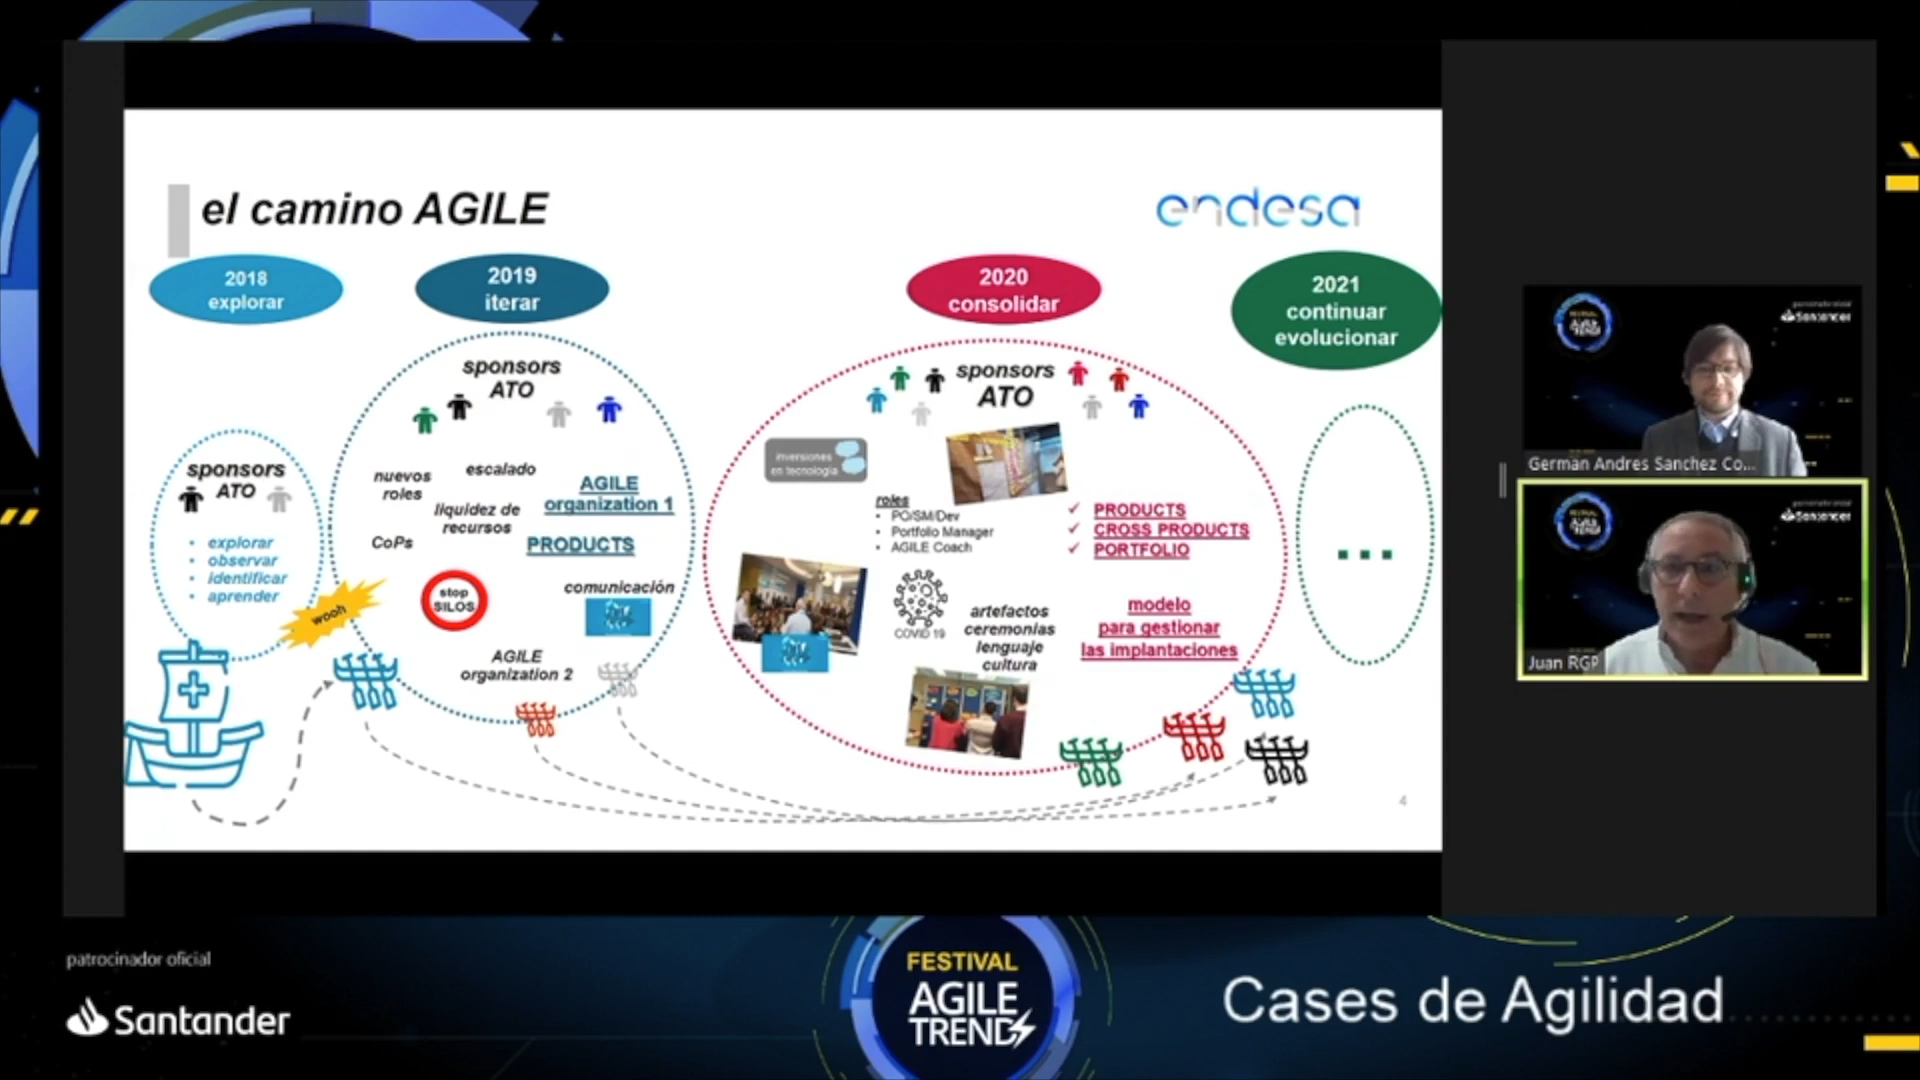 el camino AGILE
endesa
2018
explorar
2019
iterar
2020
consolidar
2021
continuar
evolucionar
sponsors
ATO
• explorar
• observar
• identificar
• aprender
wooh
sponsors
ATO
nuevos
roles
escalado
liquidez de
recursos
CoPs
AGILE
organization 1
PRODUCTS
stop
SILOS
comunicación
AGILE
organization 2
sponsors
ATO
inversiones
en tecnología
roles
• PO/SM/Dev
• Portfolio Manager
• AGILE Coach
✓ PRODUCTS
✓ CROSS PRODUCTS
✓ PORTFOLIO
COVID 19
artefactos
ceremonias
lenguaje
cultura
modelo
para gestionar
las implantaciones
...
4
Santander
German Andres Sanchez Co...
Santander
Juan RGP
patrocinador oficial
Santander
FESTIVAL
AGILE
TRENDS
Cases de Agilidad